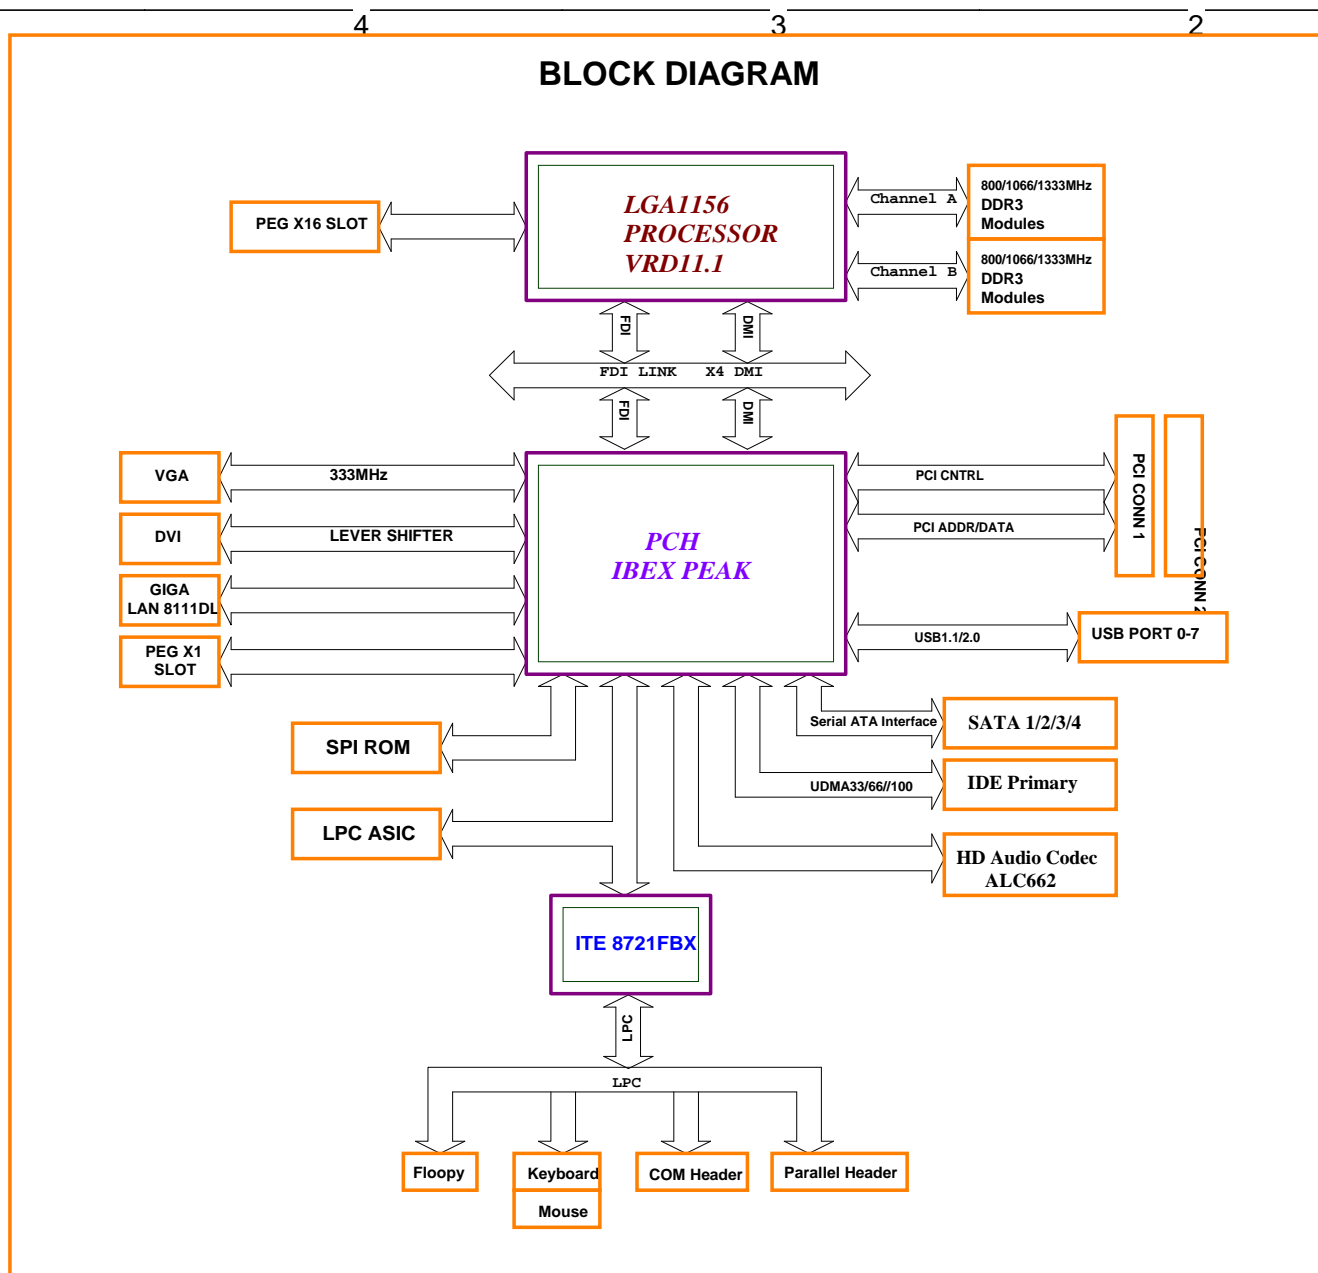 4
3
2
BLOCK DIAGRAM
LGA1156
PROCESSOR
VRD11.1
PEG X16 SLOT
Channel A
800/1066/1333MHz
DDR3
Modules
Channel B
800/1066/1333MHz
DDR3
Modules
FDI
DMI
FDI LINK X4 DMI
FDI
DMI
VGA
333MHz
DVI
LEVER SHIFTER
GIGA
LAN 8111DL
PEG X1
SLOT
PCH
IBEX PEAK
PCI CNTRL
PCI ADDR/DATA
PCI CONN 1
PCI CONN 2
USB1.1/2.0
USB PORT 0-7
Serial ATA Interface
SATA 1/2/3/4
SPI ROM
UDMA33/66//100
IDE Primary
LPC ASIC
HD Audio Codec
ALC662
ITE 8721FBX
LPC
LPC
Floopy
Keyboard
Mouse
COM Header
Parallel Header